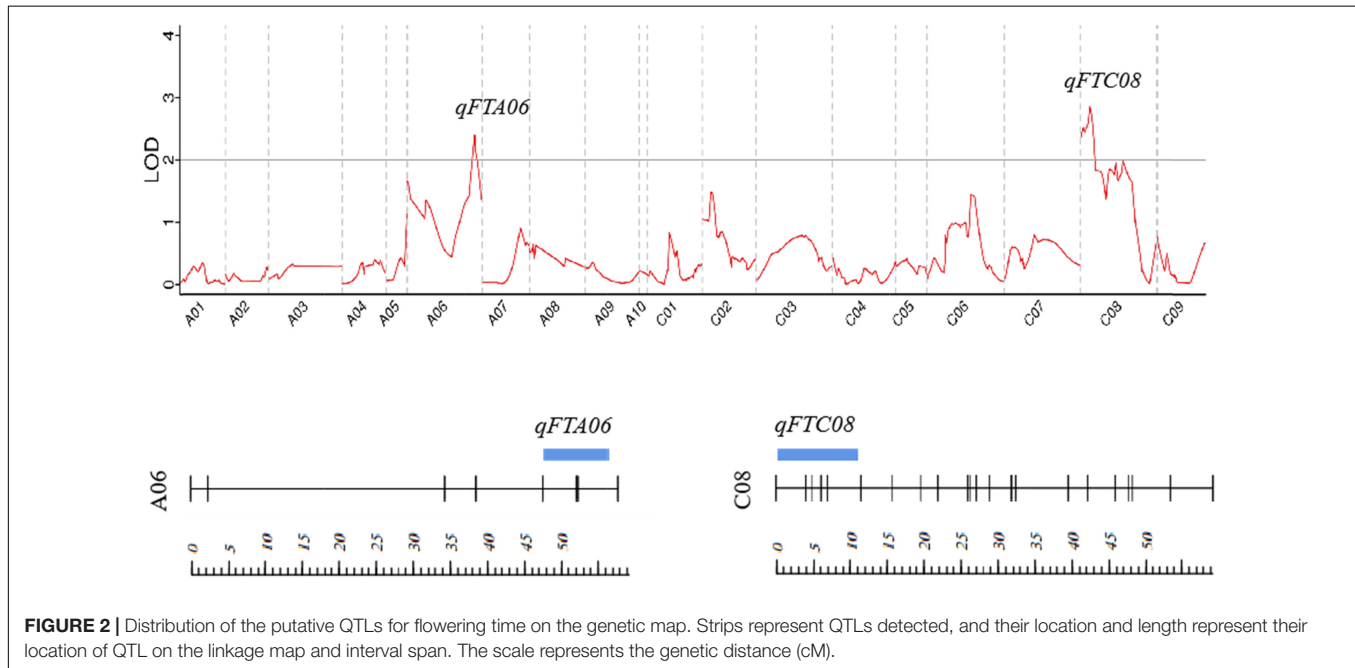 4
3
2
1
0
LOD
qFTA06
qFTC08
A01 A02 A03 A04 A05 A06 A07 A08 A09 A10 C01 C02 C03 C04 C05 C06 C07 C08 C09
qFTA06
A06
0 5 10 15 20 25 30 35 40 45 50
qFTC08
C08
0 5 10 15 20 25 30 35 40 45 50
FIGURE 2 | Distribution of the putative QTLs for flowering time on the genetic map. Strips represent QTLs detected, and their location and length represent their
location of QTL on the linkage map and interval span. The scale represents the genetic distance (cM).